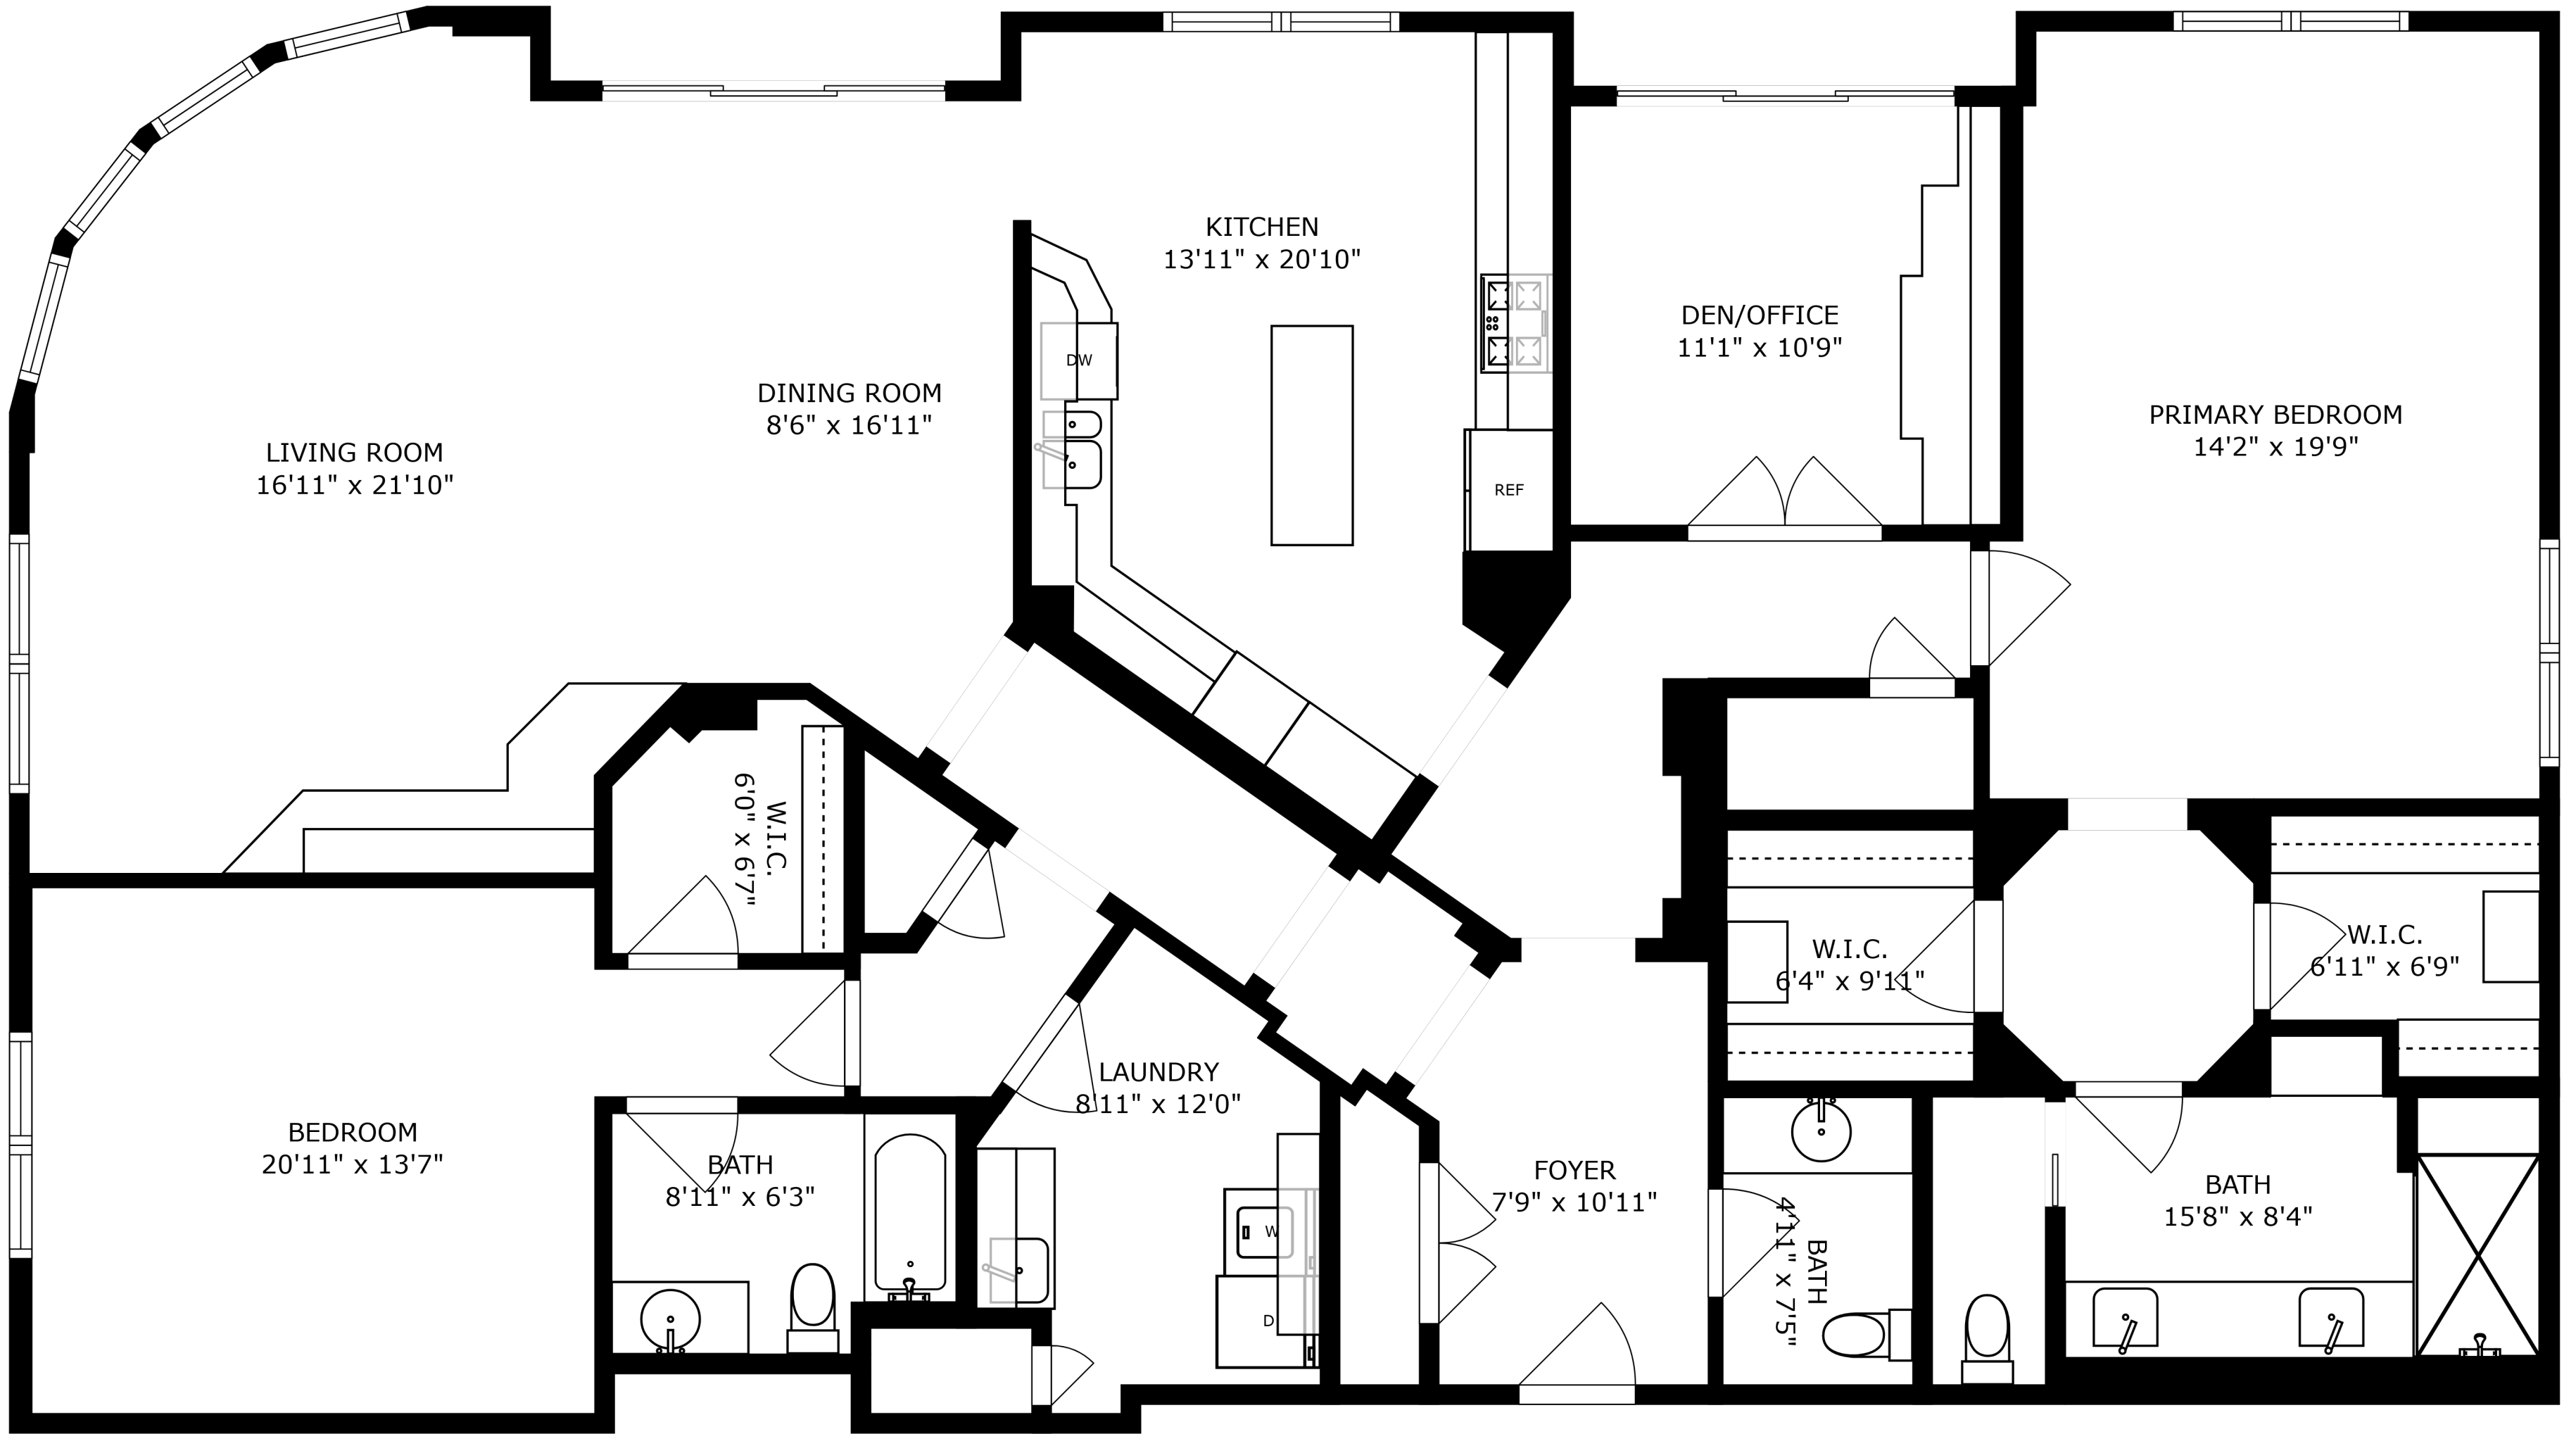 KITCHEN
13'11" x 20'10"
DEN/OFFICE
11'1" x 10'9"
DW
DINING ROOM
8'6" x 16'11"
PRIMARY BEDROOM
14'2" x 19'9"
LIVING ROOM
16'11" x 21'10"
REF
W.I.C.
6'0" x 6'7"
W.I.C.
6'4" x 9'11"
W.I.C.
6'11" x 6'9"
LAUNDRY
8'11" x 12'0"
BEDROOM
20'11" x 13'7"
BATH
8'11" x 6'3"
FOYER
7'9" x 10'11"
BATH
4'11" x 7'5"
BATH
15'8" x 8'4"
W
D